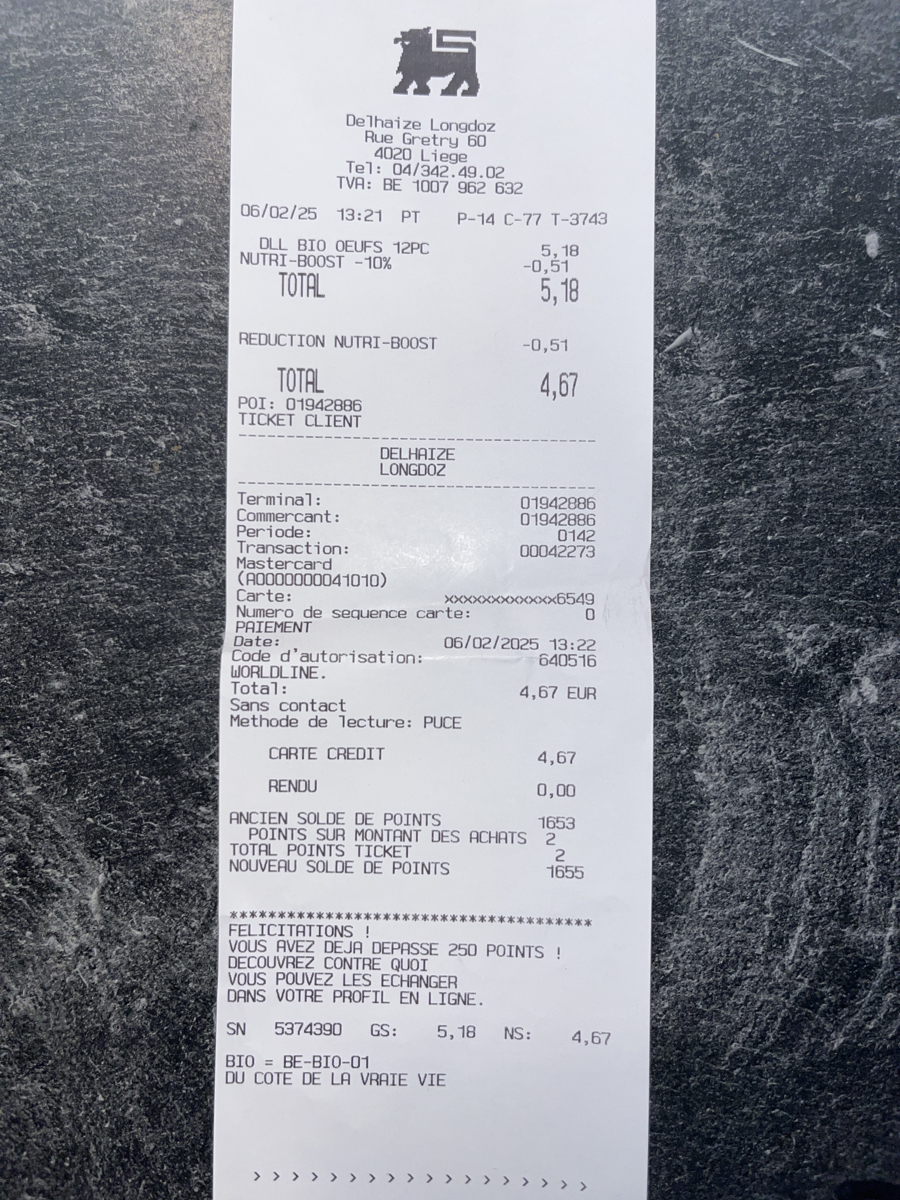 Delhaize Longdoz
Rue Gretry 60
4020 Liege
Tel: 04/342.49.02
TVA: BE 1007 962 632
06/02/25 13:21 PT P-14 C-77 T-3743
DLL BIO OEUFS 12PC 5,18
NUTRI-BOOST -10% -0,51
TOTAL 5,18
REDUCTION NUTRI-BOOST -0,51
TOTAL 4,67
POI: 01942886
TICKET CLIENT
------------------------------------------
DELHAIZE
LONGDOZ
------------------------------------------
Terminal: 01942886
Commercant: 01942886
Periode: 0142
Transaction: 00042273
Mastercard
(A0000000041010)
Carte: xxxxxxxxxxxx6549
Numero de sequence carte: 0
PAIEMENT
Date: 06/02/2025 13:22
Code d'autorisation: 640516
WORLDLINE.
Total: 4,67 EUR
Sans contact
Methode de lecture: PUCE
CARTE CREDIT 4,67
RENDU 0,00
ANCIEN SOLDE DE POINTS 1653
POINTS SUR MONTANT DES ACHATS 2
TOTAL POINTS TICKET 2
NOUVEAU SOLDE DE POINTS 1655
**************************************
FELICITATIONS !
VOUS AVEZ DEJA DEPASSE 250 POINTS !
DECOUVREZ CONTRE QUOI
VOUS POUVEZ LES ECHANGER
DANS VOTRE PROFIL EN LIGNE.
SN 5374390 GS: 5,18 NS: 4,67
BIO = BE-BIO-01
DU COTE DE LA VRAIE VIE
> > > > > > > > > > > > > > > > > >